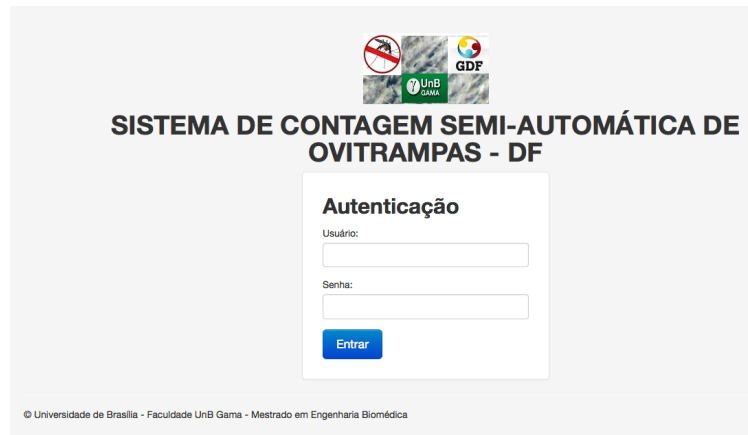 GDF
UnB
GAMA
SISTEMA DE CONTAGEM SEMI-AUTOMÁTICA DE
OVITRAMPAS - DF
Autenticação
Usuário:
Senha:
Entrar
© Universidade de Brasília - Faculdade UnB Gama - Mestrado em Engenharia Biomédica